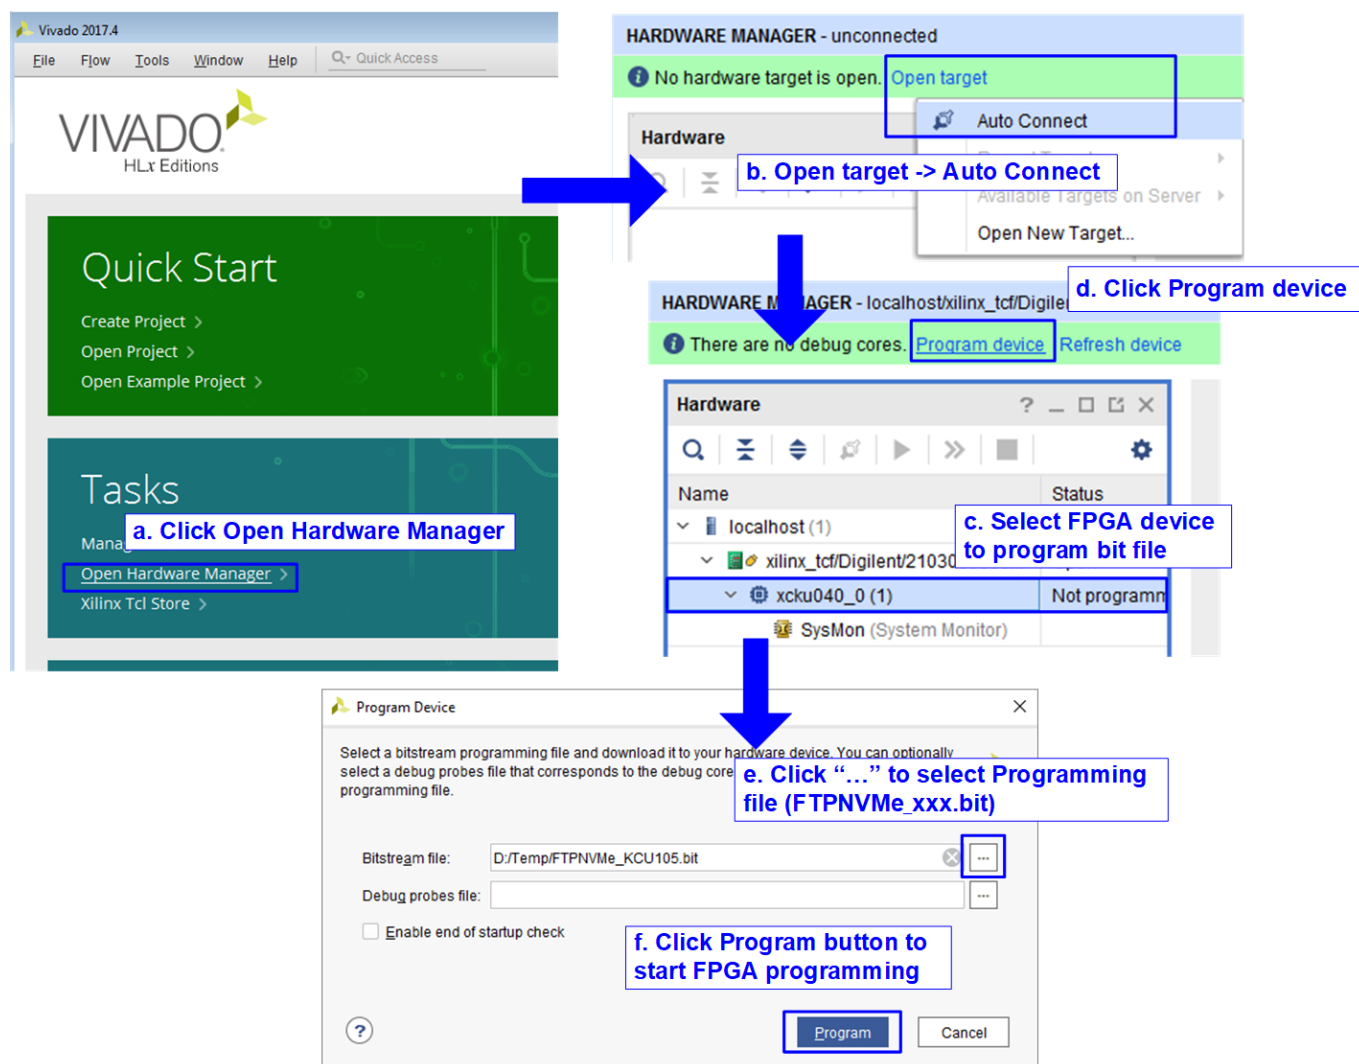 Vivado 2017.4
File Flow Tools Window Help Quick Access
VIVADO
HLx Editions
Quick Start
Create Project
Open Project
Open Example Project
Tasks
a. Click Open Hardware Manager
Open Hardware Manager
Xilinx Tcl Store
HARDWARE MANAGER - unconnected
No hardware target is open. Open target
Auto Connect
Hardware
b. Open target -> Auto Connect
Available Targets on Server
Open New Target...
d. Click Program device
HARDWARE MANAGER - localhost/xilinx_tcf/Digile
There are no debug cores. Program device Refresh device
Hardware
Name Status
localhost (1)
c. Select FPGA device
to program bit file
xilinx_tcf/Digilent/21030
xcku040_0 (1) Not programm
SysMon (System Monitor)
Program Device
Select a bitstream programming file and download it to your hardware device. You can optionally
select a debug probes file that corresponds to the debug core
programming file.
e. Click “...” to select Programming
file (FTPNVMe_xxx.bit)
Bitstream file: D:/Temp/FTPNVMe_KCU105.bit ...
Debug probes file: ...
Enable end of startup check
f. Click Program button to
start FPGA programming
? Program Cancel